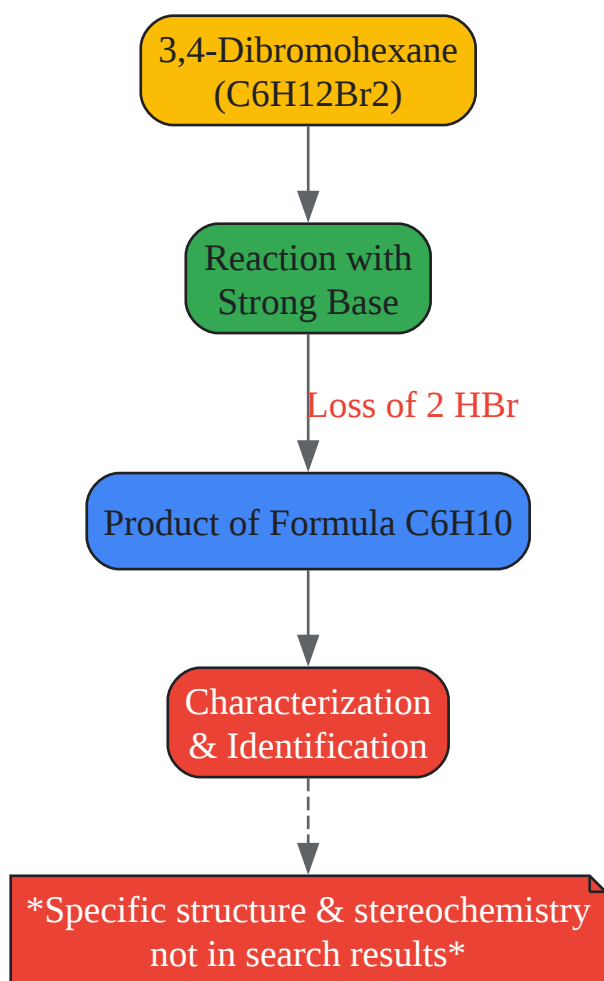 3,4-Dibromohexane
(C6H12Br2)
Reaction with
Strong Base
Loss of 2 HBr
Product of Formula C6H10
Characterization
& Identification
*Specific structure & stereochemistry
not in search results*